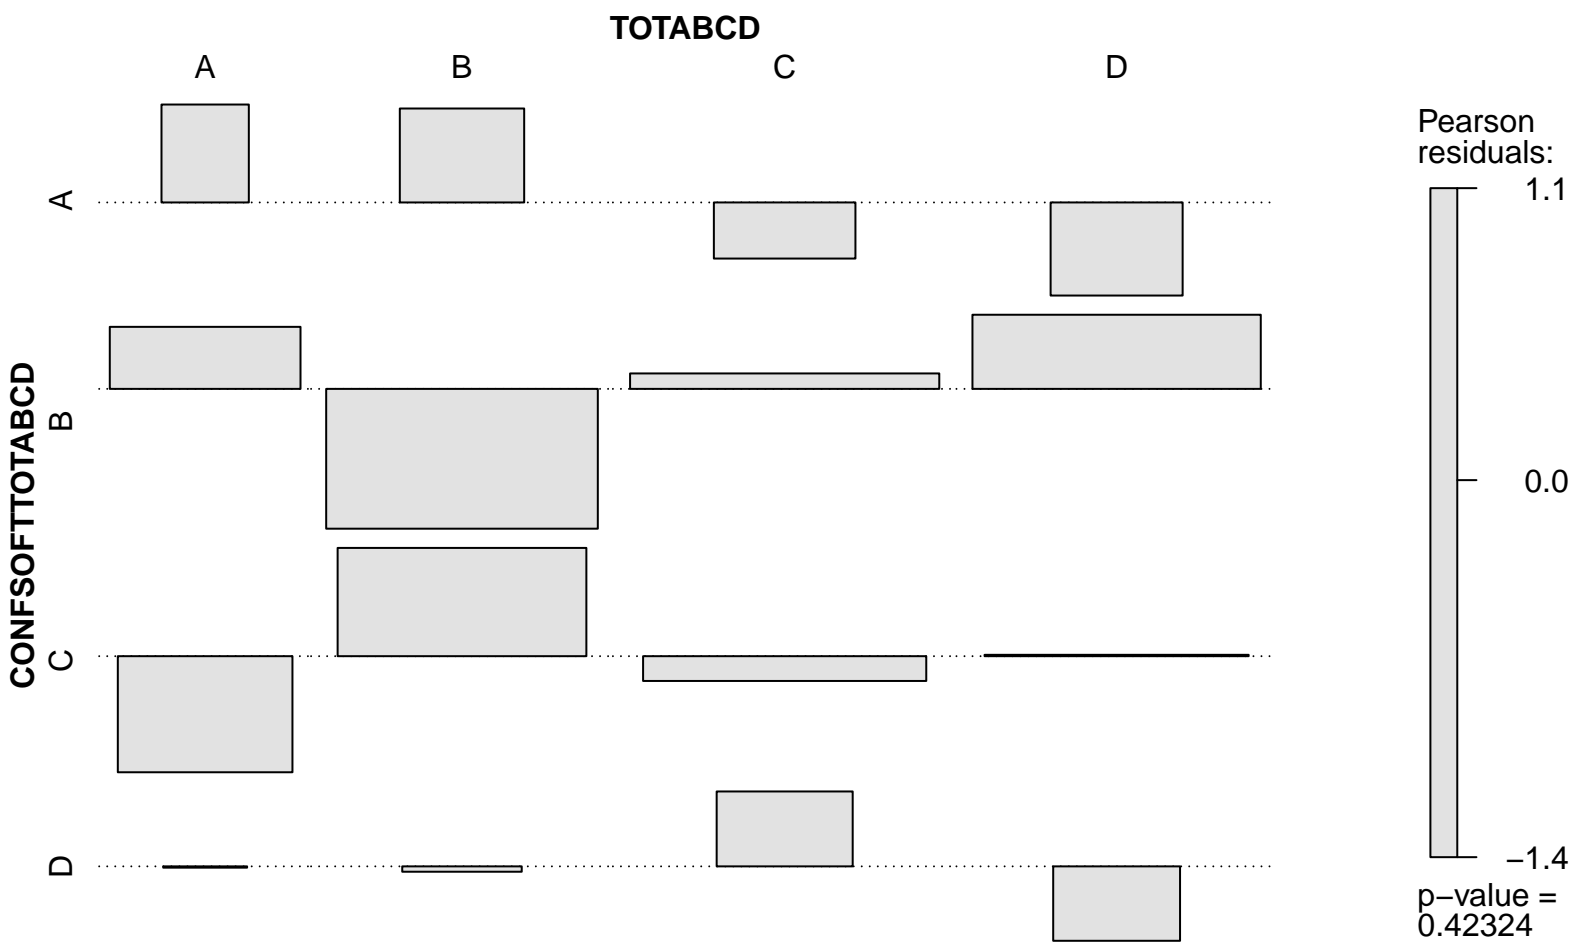 TOTABCD
A B C D
Pearson
residuals:
1.1
0.0
−1.4
p−value =
0.42324
CONFSOFTTOTABCD
A
B
C
D